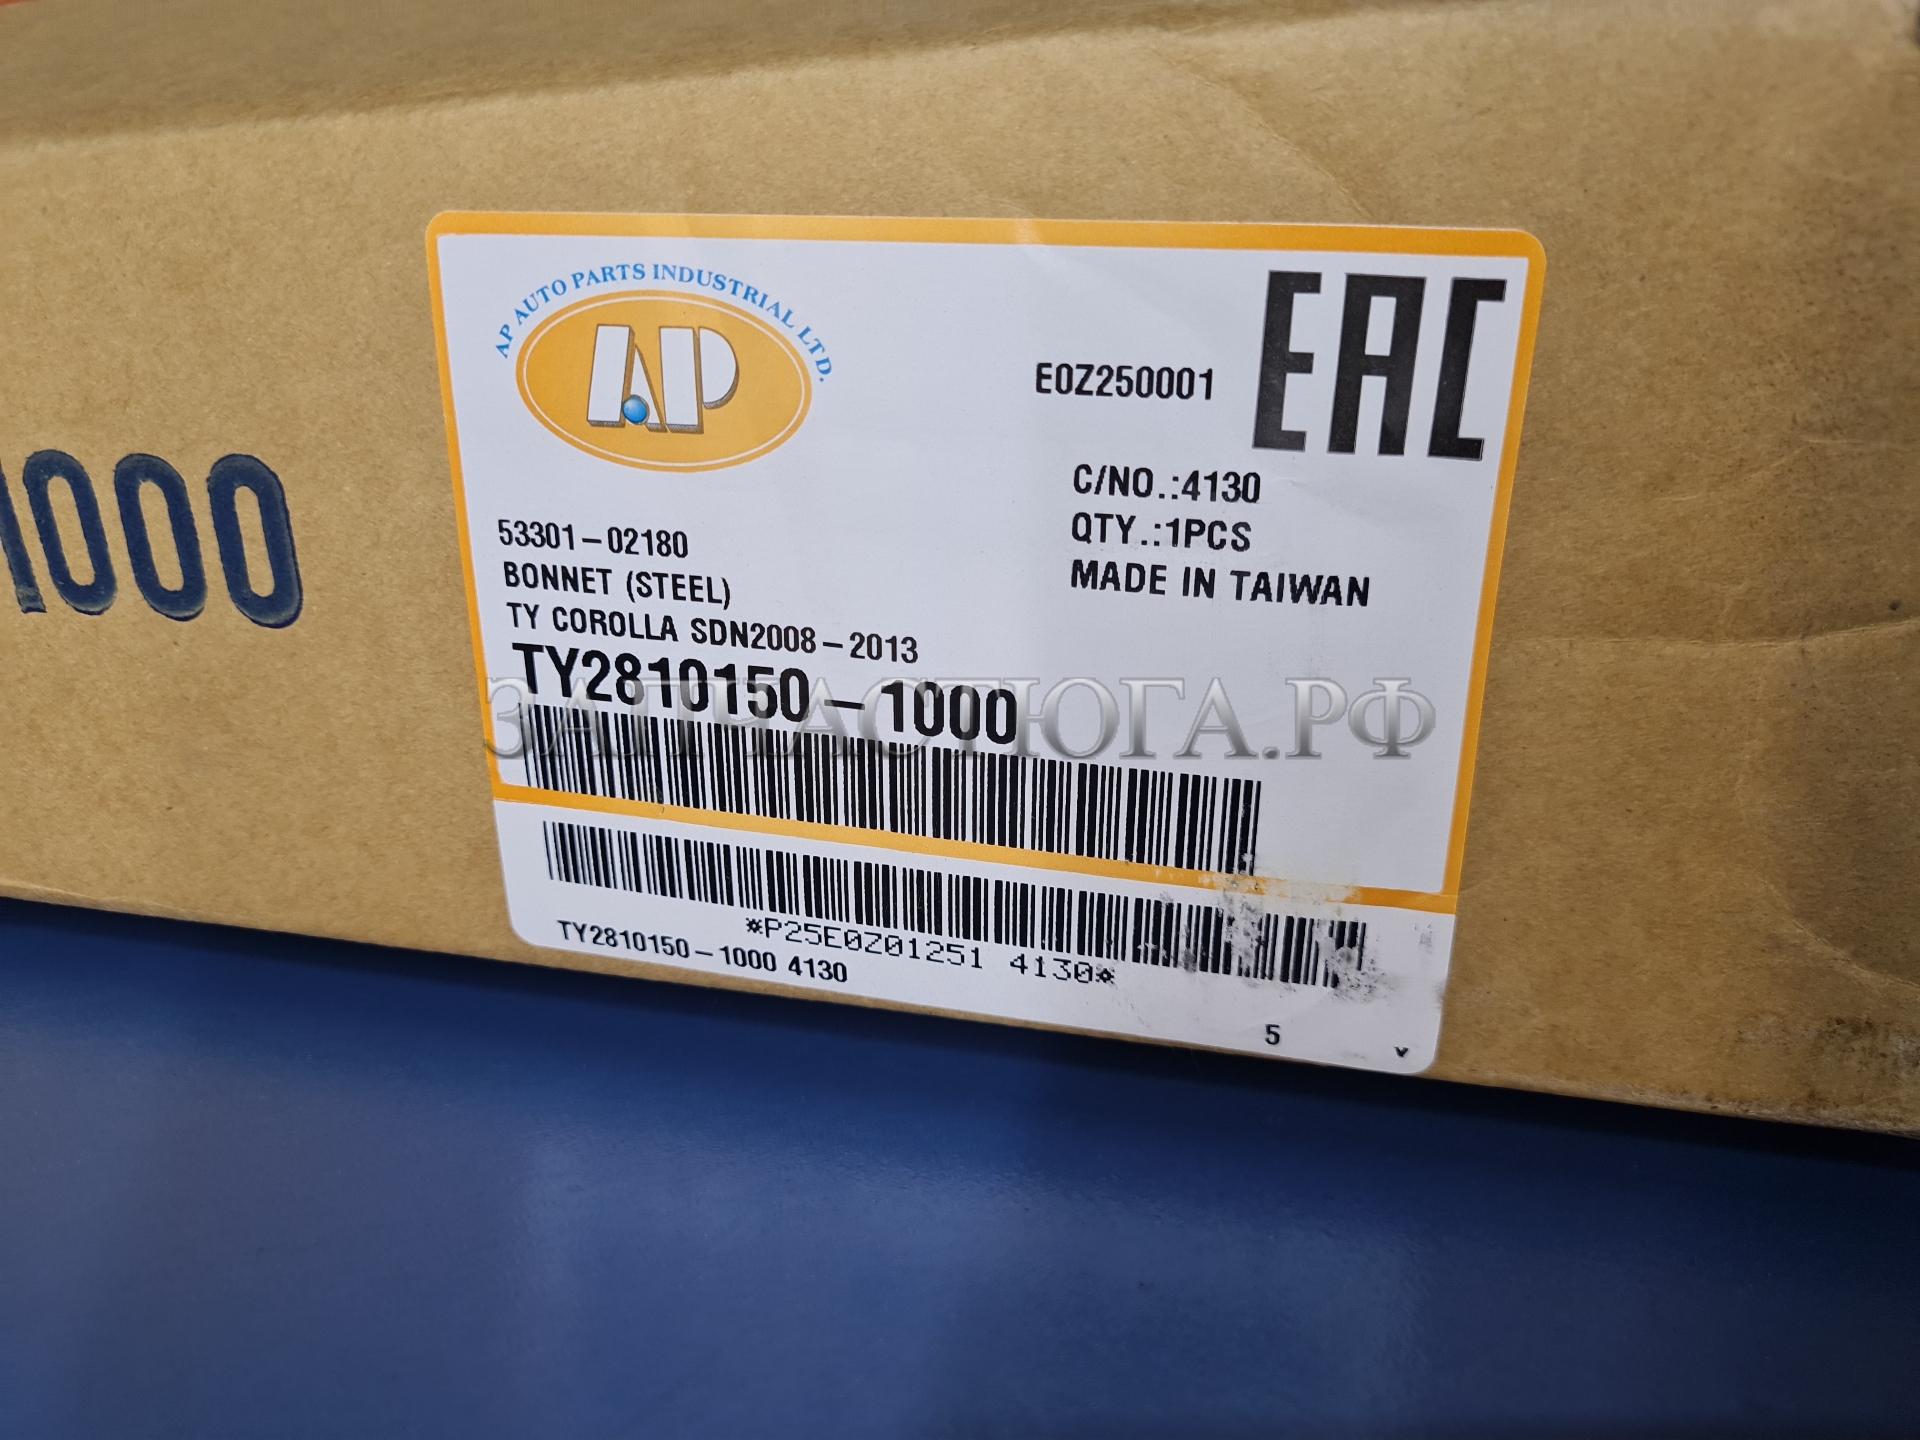 AP AUTO PARTS INDUSTRIAL LTD.
AP
EAC
E0Z250001
C/NO.:4130
QTY.:1PCS
MADE IN TAIWAN
53301-02180
BONNET (STEEL)
TY COROLLA SDN2008-2013
TY2810150-1000
ЗАПЧАСТЮГА.РФ
*P25E0Z01251 4130*
TY2810150-1000 4130
5
1000